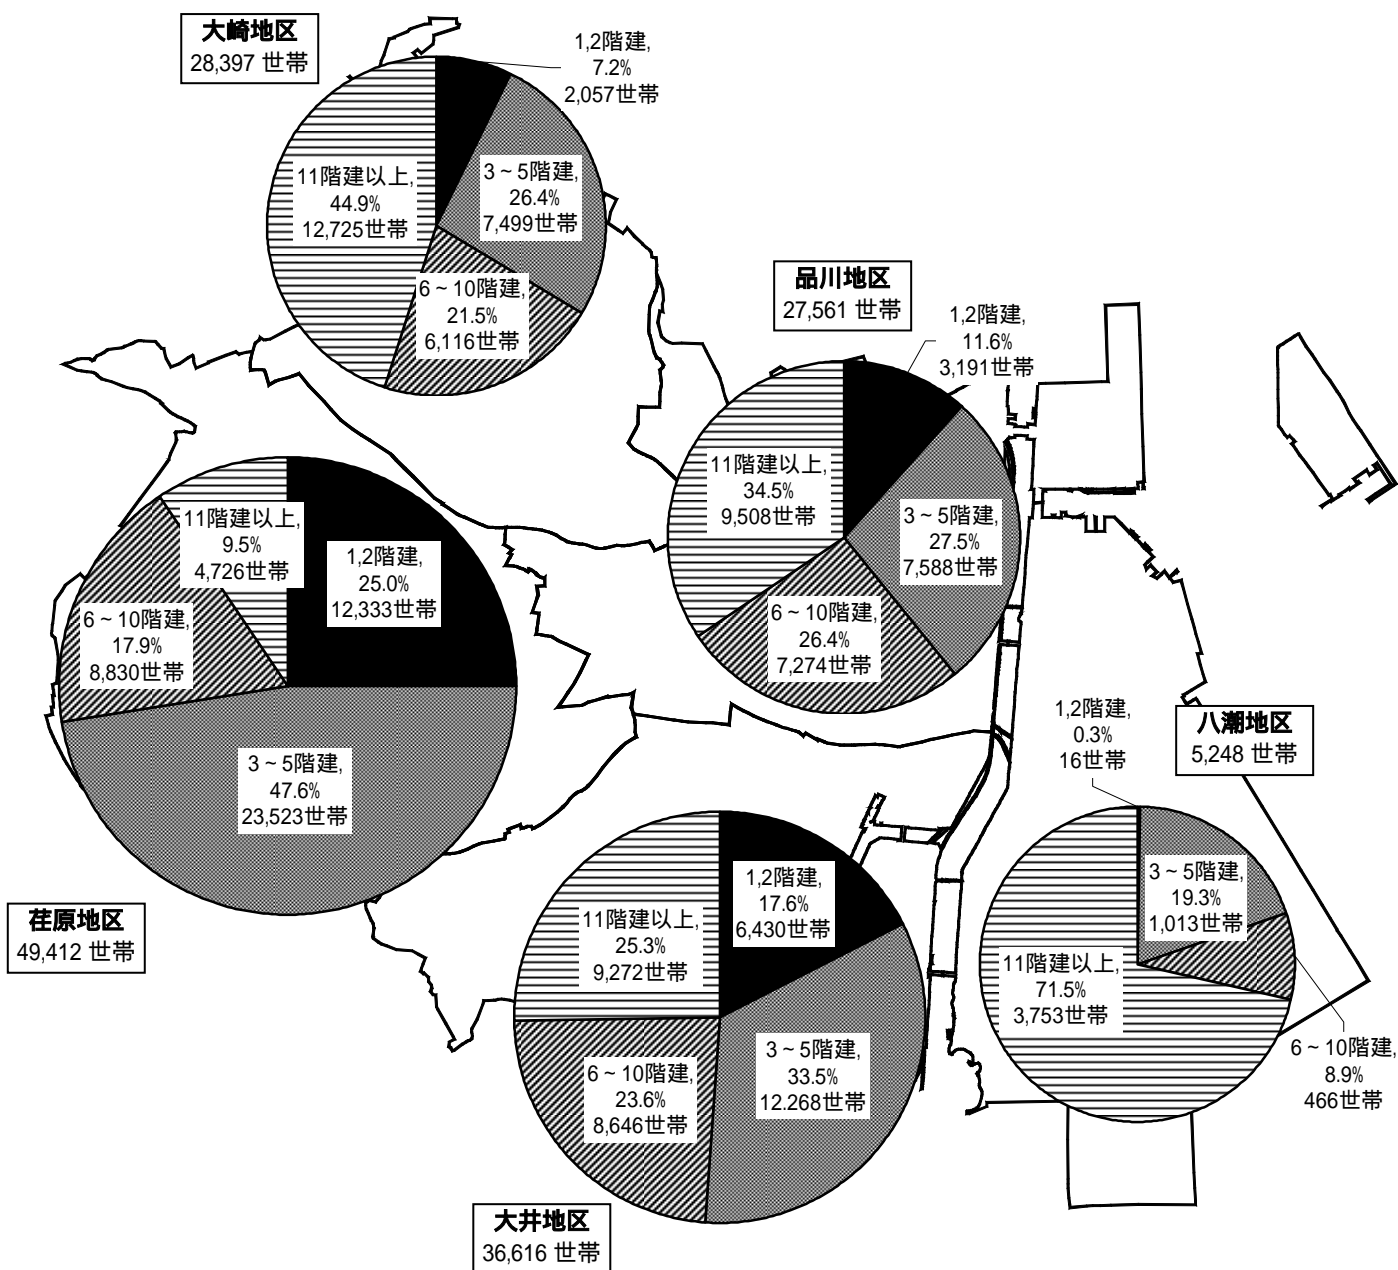 大崎地区
28,397 世帯
1,2階建,
7.2%
2,057世帯
3~5階建,
26.4%
7,499世帯
6~10階建,
21.5%
6,116世帯
11階建以上,
44.9%
12,725世帯
品川地区
27,561 世帯
1,2階建,
11.6%
3,191世帯
3~5階建,
27.5%
7,588世帯
6~10階建,
26.4%
7,274世帯
11階建以上,
34.5%
9,508世帯
荏原地区
49,412 世帯
1,2階建,
25.0%
12,333世帯
3~5階建,
47.6%
23,523世帯
6~10階建,
17.9%
8,830世帯
11階建以上,
9.5%
4,726世帯
八潮地区
5,248 世帯
1,2階建,
0.3%
16世帯
3~5階建,
19.3%
1,013世帯
6~10階建,
8.9%
466世帯
11階建以上,
71.5%
3,753世帯
大井地区
36,616 世帯
1,2階建,
17.6%
6,430世帯
3~5階建,
33.5%
12.268世帯
6~10階建,
23.6%
8,646世帯
11階建以上,
25.3%
9,272世帯